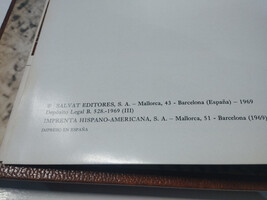 © SALVAT EDITORES, S. A. – Mallorca, 43 - Barcelona (España) – 1969
Depósito Legal B. 528.-1969 (III)
IMPRENTA HISPANO-AMERICANA, S. A. – Mallorca, 51 - Barcelona (1969)
IMPRESO EN ESPAÑA